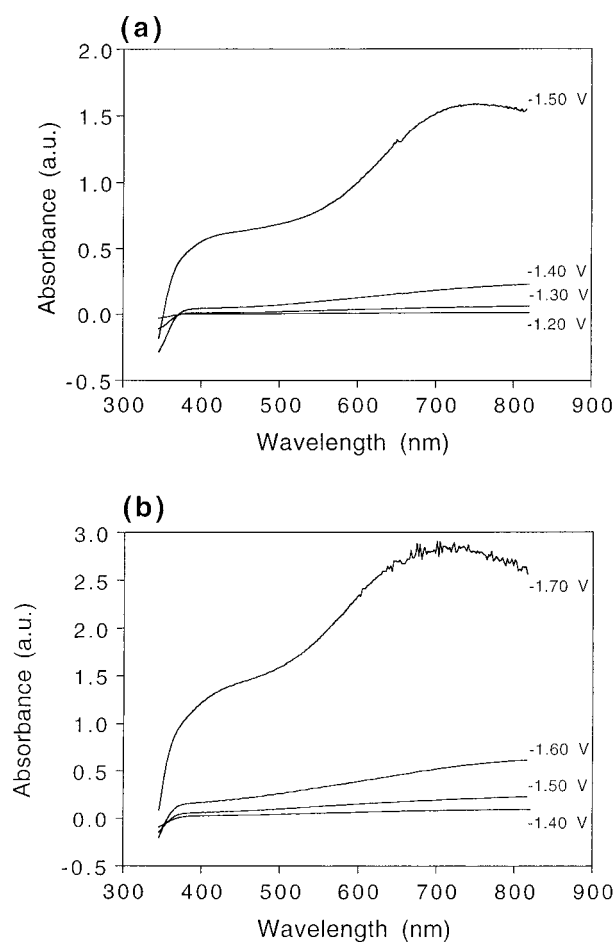 (a)
2.0
1.5
1.0
0.5
0.0
-0.5
Absorbance (a.u.)
-1.50 V
-1.40 V
-1.30 V
-1.20 V
300 400 500 600 700 800 900
Wavelength (nm)
(b)
3.0
2.5
2.0
1.5
1.0
0.5
0.0
-0.5
Absorbance (a.u.)
-1.70 V
-1.60 V
-1.50 V
-1.40 V
300 400 500 600 700 800 900
Wavelength (nm)